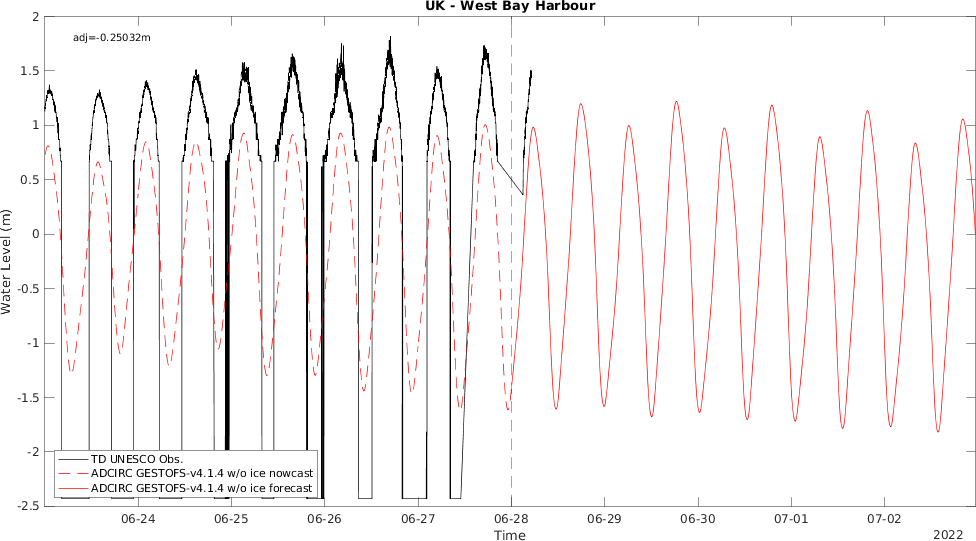 UK - West Bay Harbour
adj=-0.25032m
Water Level (m)
2
1.5
1
0.5
0
-0.5
-1
-1.5
-2
-2.5
TD UNESCO Obs.
ADCIRC GESTOFS-v4.1.4 w/o ice nowcast
ADCIRC GESTOFS-v4.1.4 w/o ice forecast
06-24 06-25 06-26 06-27 06-28 06-29 06-30 07-01 07-02
Time
2022